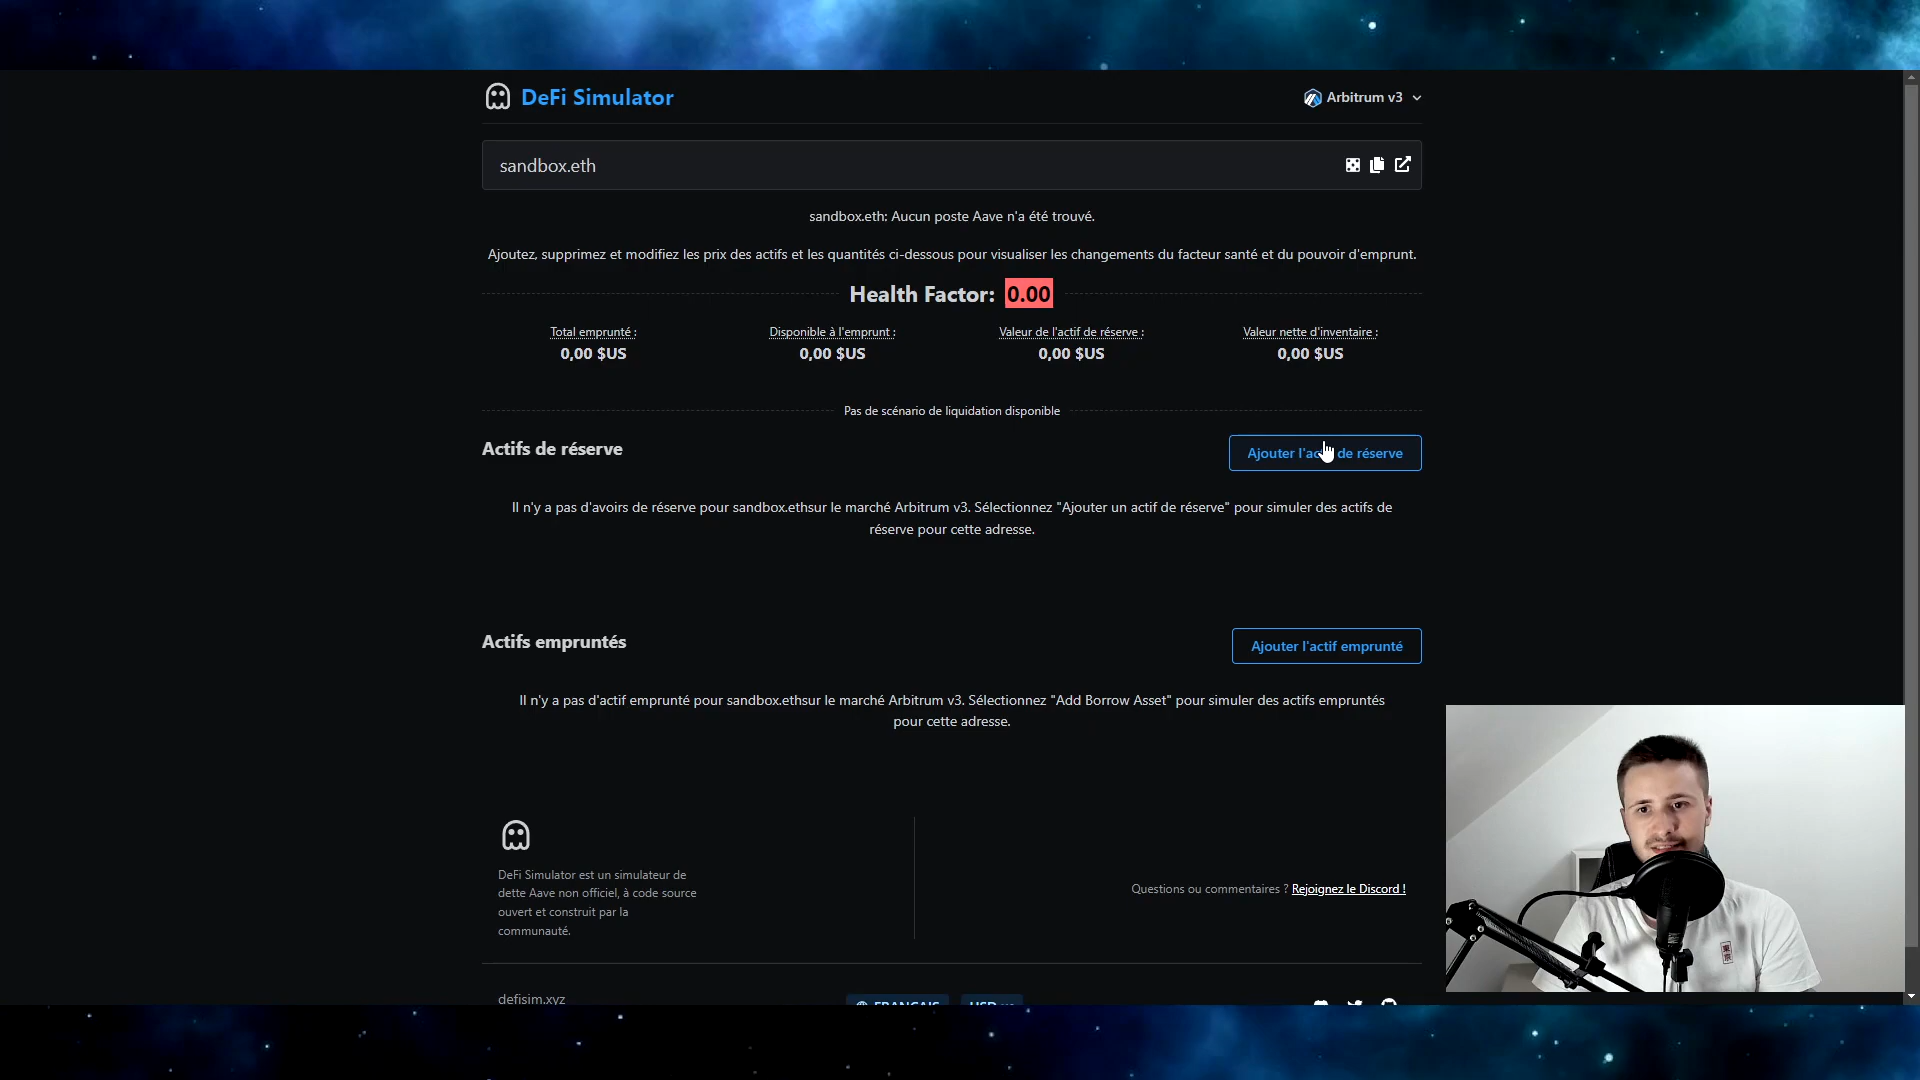 DeFi Simulator
Arbitrum v3
sandbox.eth
sandbox.eth: Aucun poste Aave n'a été trouvé.
Ajoutez, supprimez et modifiez les prix des actifs et les quantités ci-dessous pour visualiser les changements du facteur santé et du pouvoir d'emprunt.
Health Factor: 0.00
Total emprunté :
Disponible à l'emprunt :
Valeur de l'actif de réserve :
Valeur nette d'inventaire :
0,00 $US
0,00 $US
0,00 $US
0,00 $US
Pas de scénario de liquidation disponible
Actifs de réserve
Ajouter l'ac de réserve
Il n'y a pas d'avoirs de réserve pour sandbox.ethsur le marché Arbitrum v3. Sélectionnez "Ajouter un actif de réserve" pour simuler des actifs de
réserve pour cette adresse.
Actifs empruntés
Ajouter l'actif emprunté
Il n'y a pas d'actif emprunté pour sandbox.ethsur le marché Arbitrum v3. Sélectionnez "Add Borrow Asset" pour simuler des actifs empruntés
pour cette adresse.
DeFi Simulator est un simulateur de
dette Aave non officiel, à code source
ouvert et construit par la
communauté.
Questions ou commentaires ? Rejoignez le Discord !
defisim.xyz
FRANÇAIS